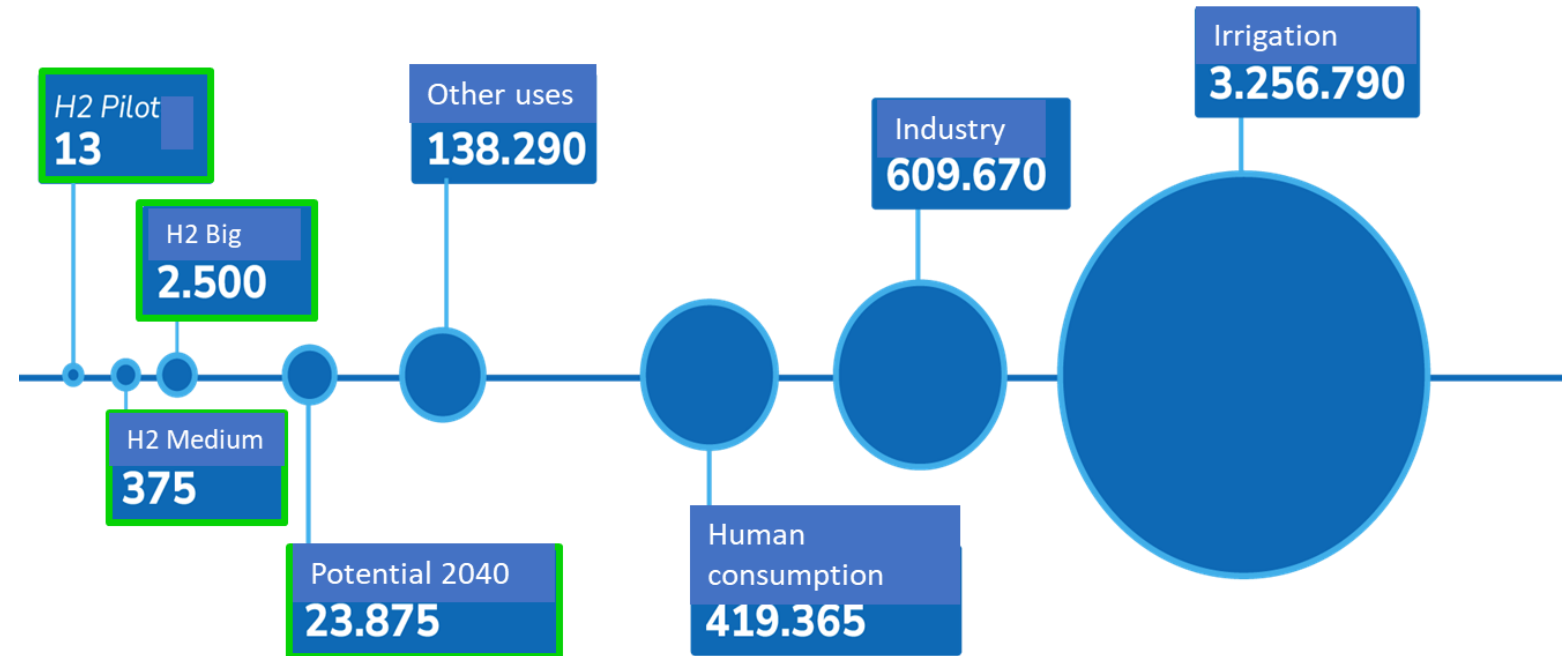 H2 Pilot
13
H2 Big
2.500
H2 Medium
375
Potential 2040
23.875
Other uses
138.290
Human
consumption
419.365
Industry
609.670
Irrigation
3.256.790